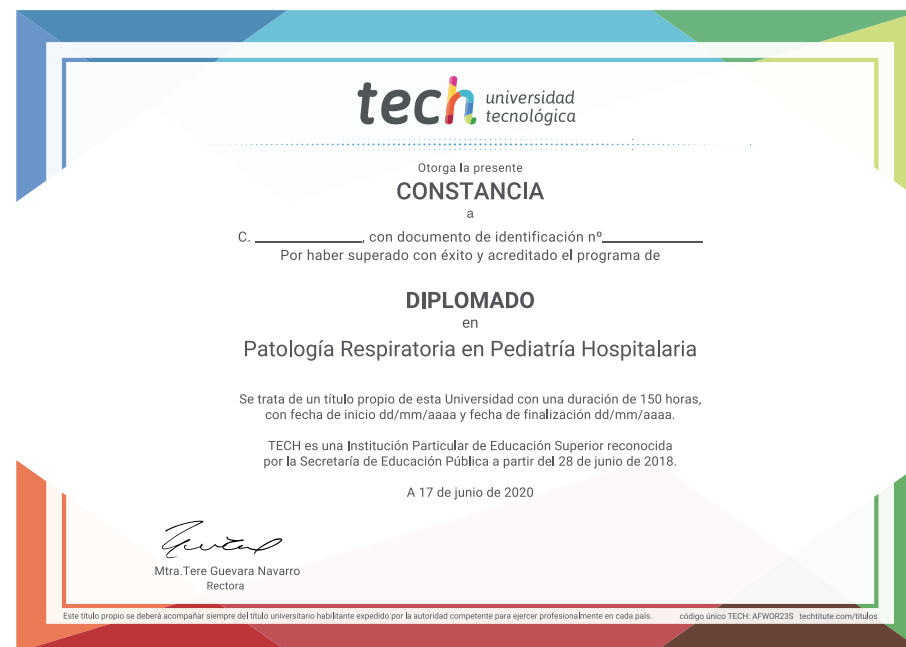 tech universidad
tecnológica
Otorga la presente
CONSTANCIA
a
C. ____________, con documento de identificación nº____________
Por haber superado con éxito y acreditado el programa de
DIPLOMADO
en
Patología Respiratoria en Pediatría Hospitalaria
Se trata de un título propio de esta Universidad con una duración de 150 horas,
con fecha de inicio dd/mm/aaaa y fecha de finalización dd/mm/aaaa.
TECH es una Institución Particular de Educación Superior reconocida
por la Secretaría de Educación Pública a partir del 28 de junio de 2018.
A 17 de junio de 2020
Mtra.Tere Guevara Navarro
Rectora
Este título propio se deberá acompañar siempre del título universitario habilitante expedido por la autoridad competente para ejercer profesionalmente en cada país. código único TECH: AFWOR23S techtitute.com/titulos